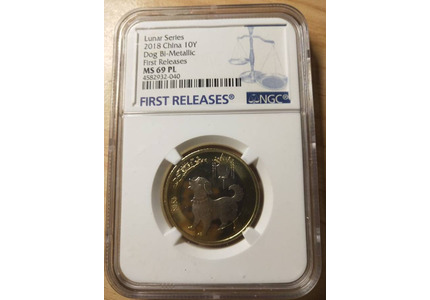 Lunar Series
2018 China 10Y
Dog Bi-Metallic
First Releases
MS 69 PL
4582932-040
FIRST RELEASES®
NGC®